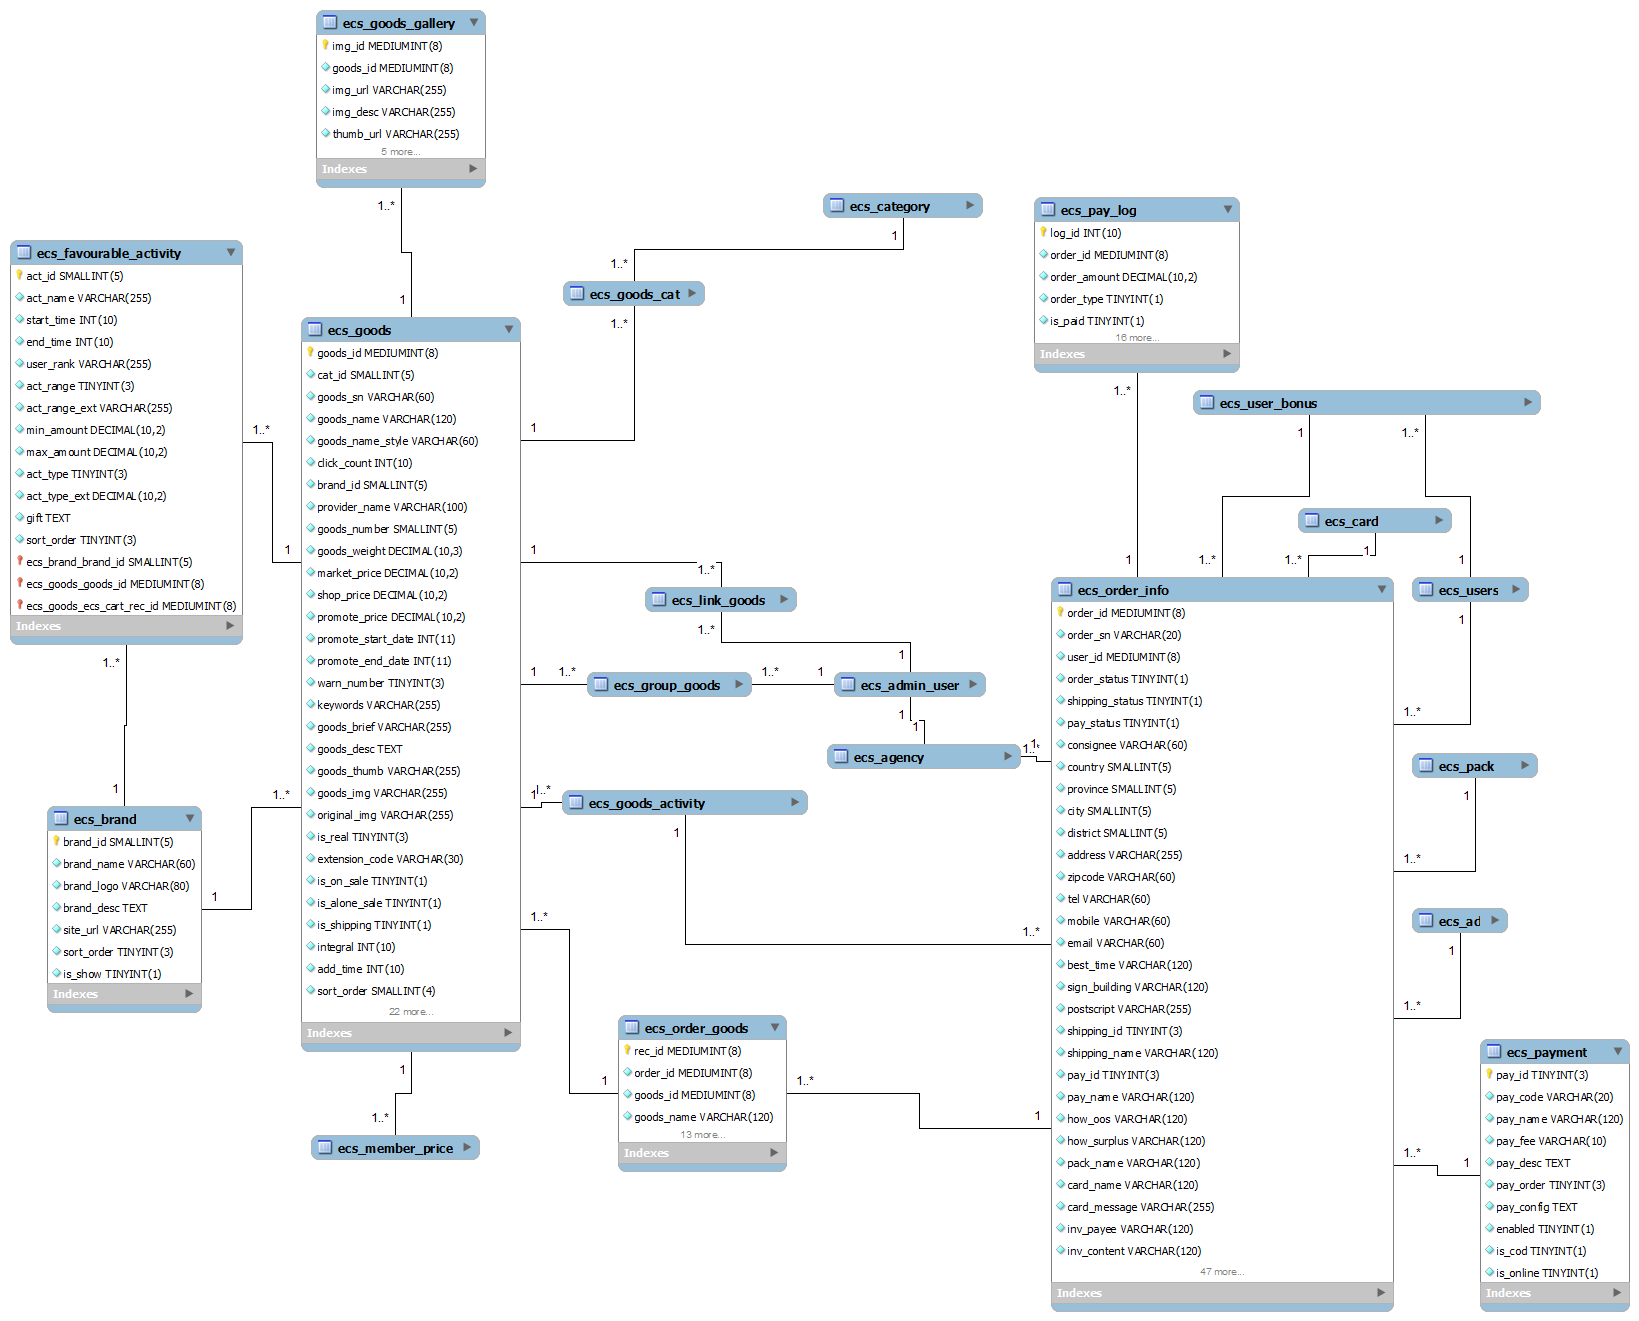 ecs_goods_gallery
img_id MEDIUMINT(8)
goods_id MEDIUMINT(8)
img_url VARCHAR(255)
img_desc VARCHAR(255)
thumb_url VARCHAR(255)
5 more...
Indexes
1..*
1
ecs_category
1
1..*
ecs_goods_cat
1..*
1
ecs_pay_log
log_id INT(10)
order_id MEDIUMINT(8)
order_amount DECIMAL(10,2)
order_type TINYINT(1)
is_paid TINYINT(1)
16 more...
Indexes
1..*
1
ecs_favourable_activity
act_id SMALLINT(5)
act_name VARCHAR(255)
start_time INT(10)
end_time INT(10)
user_rank VARCHAR(255)
act_range TINYINT(3)
act_range_ext VARCHAR(255)
min_amount DECIMAL(10,2)
max_amount DECIMAL(10,2)
act_type TINYINT(3)
act_type_ext DECIMAL(10,2)
gift TEXT
sort_order TINYINT(3)
ecs_brand_brand_id SMALLINT(5)
ecs_goods_goods_id MEDIUMINT(8)
ecs_goods_ecs_cart_rec_id MEDIUMINT(8)
Indexes
1..*
1
1..*
1
ecs_goods
goods_id MEDIUMINT(8)
cat_id SMALLINT(5)
goods_sn VARCHAR(60)
goods_name VARCHAR(120)
goods_name_style VARCHAR(60)
click_count INT(10)
brand_id SMALLINT(5)
provider_name VARCHAR(100)
goods_number SMALLINT(5)
goods_weight DECIMAL(10,3)
market_price DECIMAL(10,2)
shop_price DECIMAL(10,2)
promote_price DECIMAL(10,2)
promote_start_date INT(11)
promote_end_date INT(11)
warn_number TINYINT(3)
keywords VARCHAR(255)
goods_brief VARCHAR(255)
goods_desc TEXT
goods_thumb VARCHAR(255)
goods_img VARCHAR(255)
original_img VARCHAR(255)
is_real TINYINT(3)
extension_code VARCHAR(30)
is_on_sale TINYINT(1)
is_alone_sale TINYINT(1)
is_shipping TINYINT(1)
integral INT(10)
add_time INT(10)
sort_order SMALLINT(4)
22 more...
Indexes
ecs_user_bonus
1
1..*
ecs_card
1
1..*
1..*
1
ecs_users
1
1..*
1
1..*
ecs_link_goods
1..*
1
1
1..*
ecs_group_goods
1..*
1
ecs_admin_user
1
1
ecs_agency
1
1..*
1
1..*
ecs_goods_activity
1
1..*
ecs_brand
brand_id SMALLINT(5)
brand_name VARCHAR(60)
brand_logo VARCHAR(80)
brand_desc TEXT
site_url VARCHAR(255)
sort_order TINYINT(3)
is_show TINYINT(1)
Indexes
1
1..*
ecs_order_info
order_id MEDIUMINT(8)
order_sn VARCHAR(20)
user_id MEDIUMINT(8)
order_status TINYINT(1)
shipping_status TINYINT(1)
pay_status TINYINT(1)
consignee VARCHAR(60)
country SMALLINT(5)
province SMALLINT(5)
city SMALLINT(5)
district SMALLINT(5)
address VARCHAR(255)
zipcode VARCHAR(60)
tel VARCHAR(60)
mobile VARCHAR(60)
email VARCHAR(60)
best_time VARCHAR(120)
sign_building VARCHAR(120)
postscript VARCHAR(255)
shipping_id TINYINT(3)
shipping_name VARCHAR(120)
pay_id TINYINT(3)
pay_name VARCHAR(120)
how_oos VARCHAR(120)
how_surplus VARCHAR(120)
pack_name VARCHAR(120)
card_name VARCHAR(120)
card_message VARCHAR(255)
inv_payee VARCHAR(120)
inv_content VARCHAR(120)
47 more...
Indexes
ecs_pack
1
1..*
ecs_ad
1
1..*
1..*
1
ecs_order_goods
rec_id MEDIUMINT(8)
order_id MEDIUMINT(8)
goods_id MEDIUMINT(8)
goods_name VARCHAR(120)
13 more...
Indexes
1..*
1
1
1..*
ecs_member_price
ecs_payment
pay_id TINYINT(3)
pay_code VARCHAR(20)
pay_name VARCHAR(120)
pay_fee VARCHAR(10)
pay_desc TEXT
pay_order TINYINT(3)
pay_config TEXT
enabled TINYINT(1)
is_cod TINYINT(1)
is_online TINYINT(1)
Indexes
1..*
1